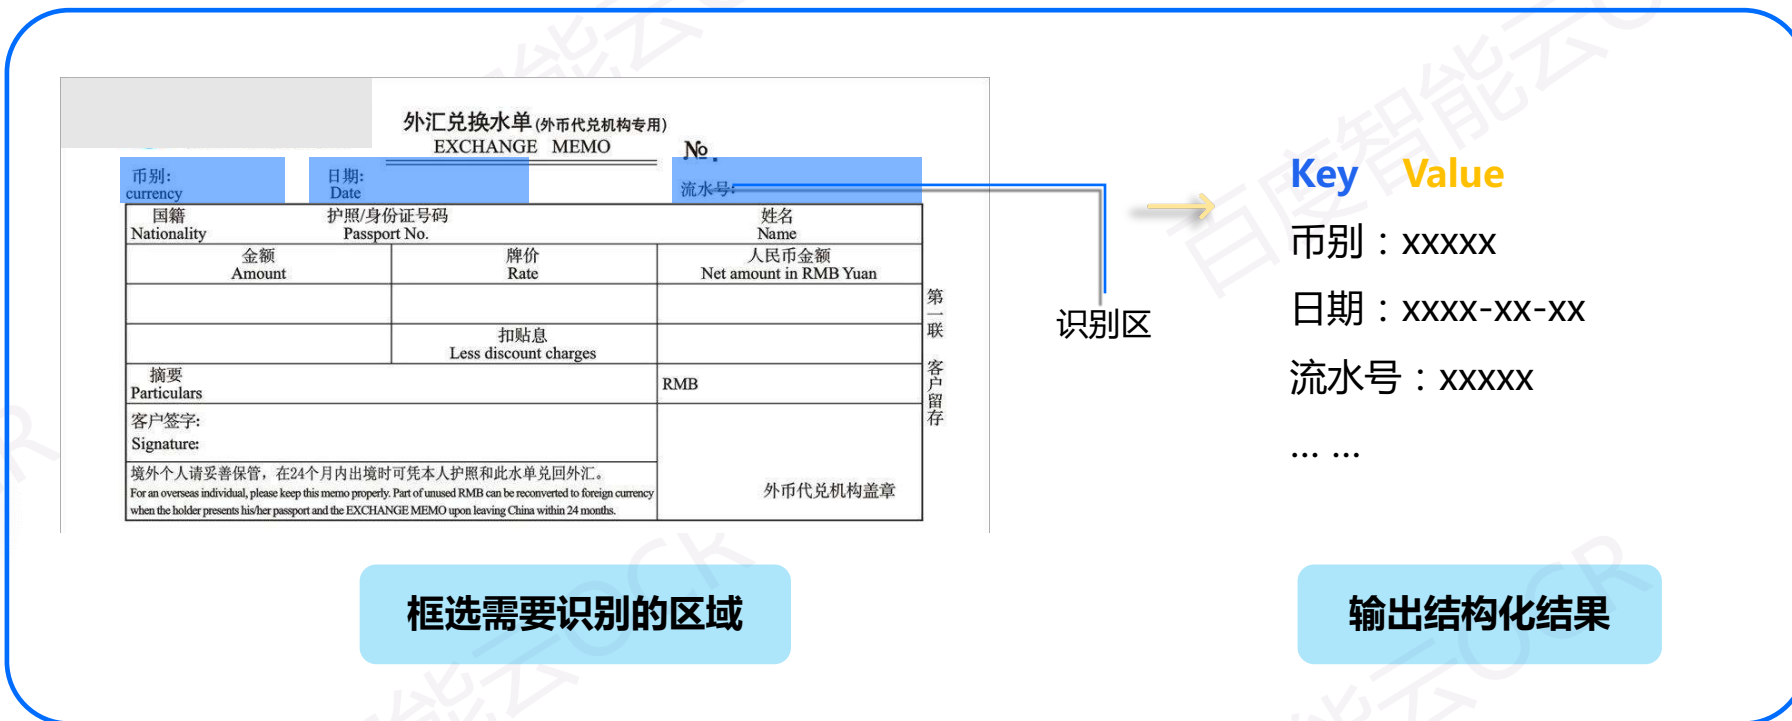 外汇兑换水单(外币代兑机构专用)
EXCHANGE MEMO
№.
币别:
currency
日期:
Date
流水号:
国籍
Nationality
护照/身份证号码
Passport No.
姓名
Name
金额
Amount
牌价
Rate
人民币金额
Net amount in RMB Yuan
扣贴息
Less discount charges
摘要
Particulars
RMB
客户签字:
Signature:
境外个人请妥善保管，在24个月内出境时可凭本人护照和此水单兑回外汇。
For an overseas individual, please keep this memo properly. Part of unused RMB can be reconverted to foreign currency
when the holder presents his/her passport and the EXCHANGE MEMO upon leaving China within 24 months.
外币代兑机构盖章
第一联 客户留存
识别区
Key Value
币别：xxxxx
日期：xxxx-xx-xx
流水号：xxxxx
... ...
框选需要识别的区域
输出结构化结果
百度智能云OCR